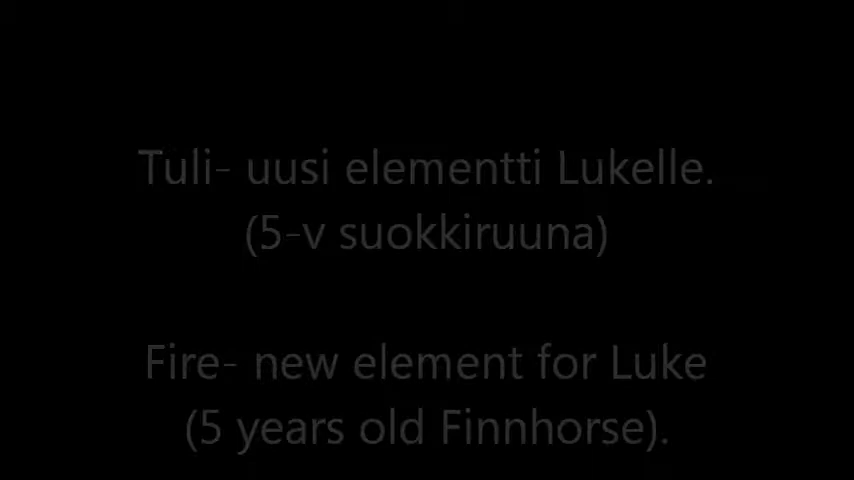 Tuli- uusi elementti Lukelle.
(5-v suokkiruuna)
Fire- new element for Luke
(5 years old Finnhorse).